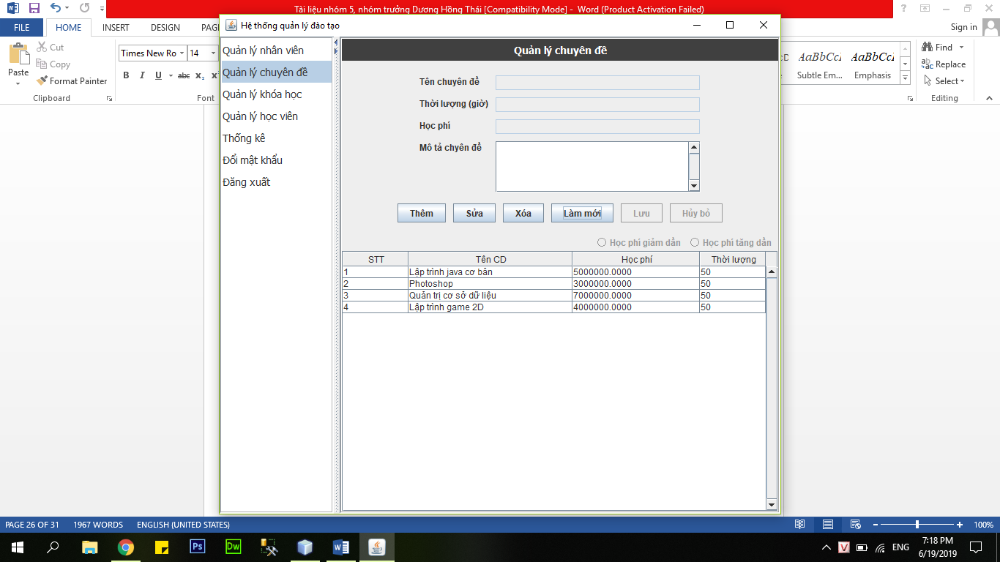 Tài liệu nhóm 5, nhóm trưởng Dương Hồng Thái [Compatibility Mode] - Word (Product Activation Failed)
FILE HOME INSERT DESIGN Sign in
Cut
Copy
Format Painter
Paste
Clipboard
Times New Ro 14
B I U abc x₂
Font
AaBbCcI AaBbCcI
Subtle Em... Emphasis
Find
Replace
Select
Editing
Hệ thống quản lý đào tạo
Quản lý nhân viên
Quản lý chuyên đề
Quản lý khóa học
Quản lý học viên
Thống kê
Đổi mật khẩu
Đăng xuất
Quản lý chuyên đề
Tên chuyên đề
Thời lượng (giờ)
Học phí
Mô tả chyên đề
Thêm Sửa Xóa Làm mới Lưu Hủy bỏ
Học phí giảm dần Học phí tăng dần
STT Tên CD Học phí Thời lượng
1 Lập trình java cơ bản 5000000.0000 50
2 Photoshop 3000000.0000 50
3 Quản trị cơ sở dữ liệu 7000000.0000 50
4 Lập trình game 2D 4000000.0000 50
PAGE 26 OF 31 1967 WORDS ENGLISH (UNITED STATES) 100%
Ps Dw ENG 7:18 PM
6/19/2019